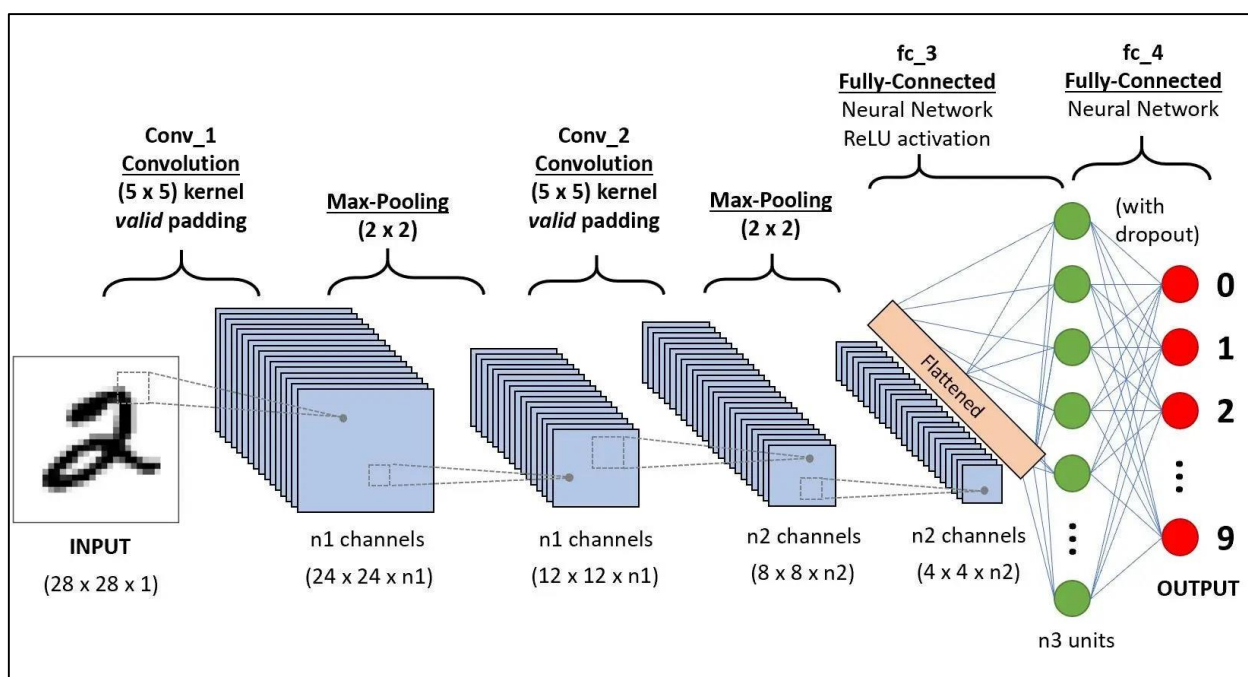 Conv_1
Convolution
(5 x 5) kernel
valid padding
Max-Pooling
(2 x 2)
Conv_2
Convolution
(5 x 5) kernel
valid padding
Max-Pooling
(2 x 2)
fc_3
Fully-Connected
Neural Network
ReLU activation
fc_4
Fully-Connected
Neural Network
(with
dropout)
INPUT
(28 x 28 x 1)
n1 channels
(24 x 24 x n1)
n1 channels
(12 x 12 x n1)
n2 channels
(8 x 8 x n2)
n2 channels
(4 x 4 x n2)
Flattened
n3 units
0
1
2
9
OUTPUT
2